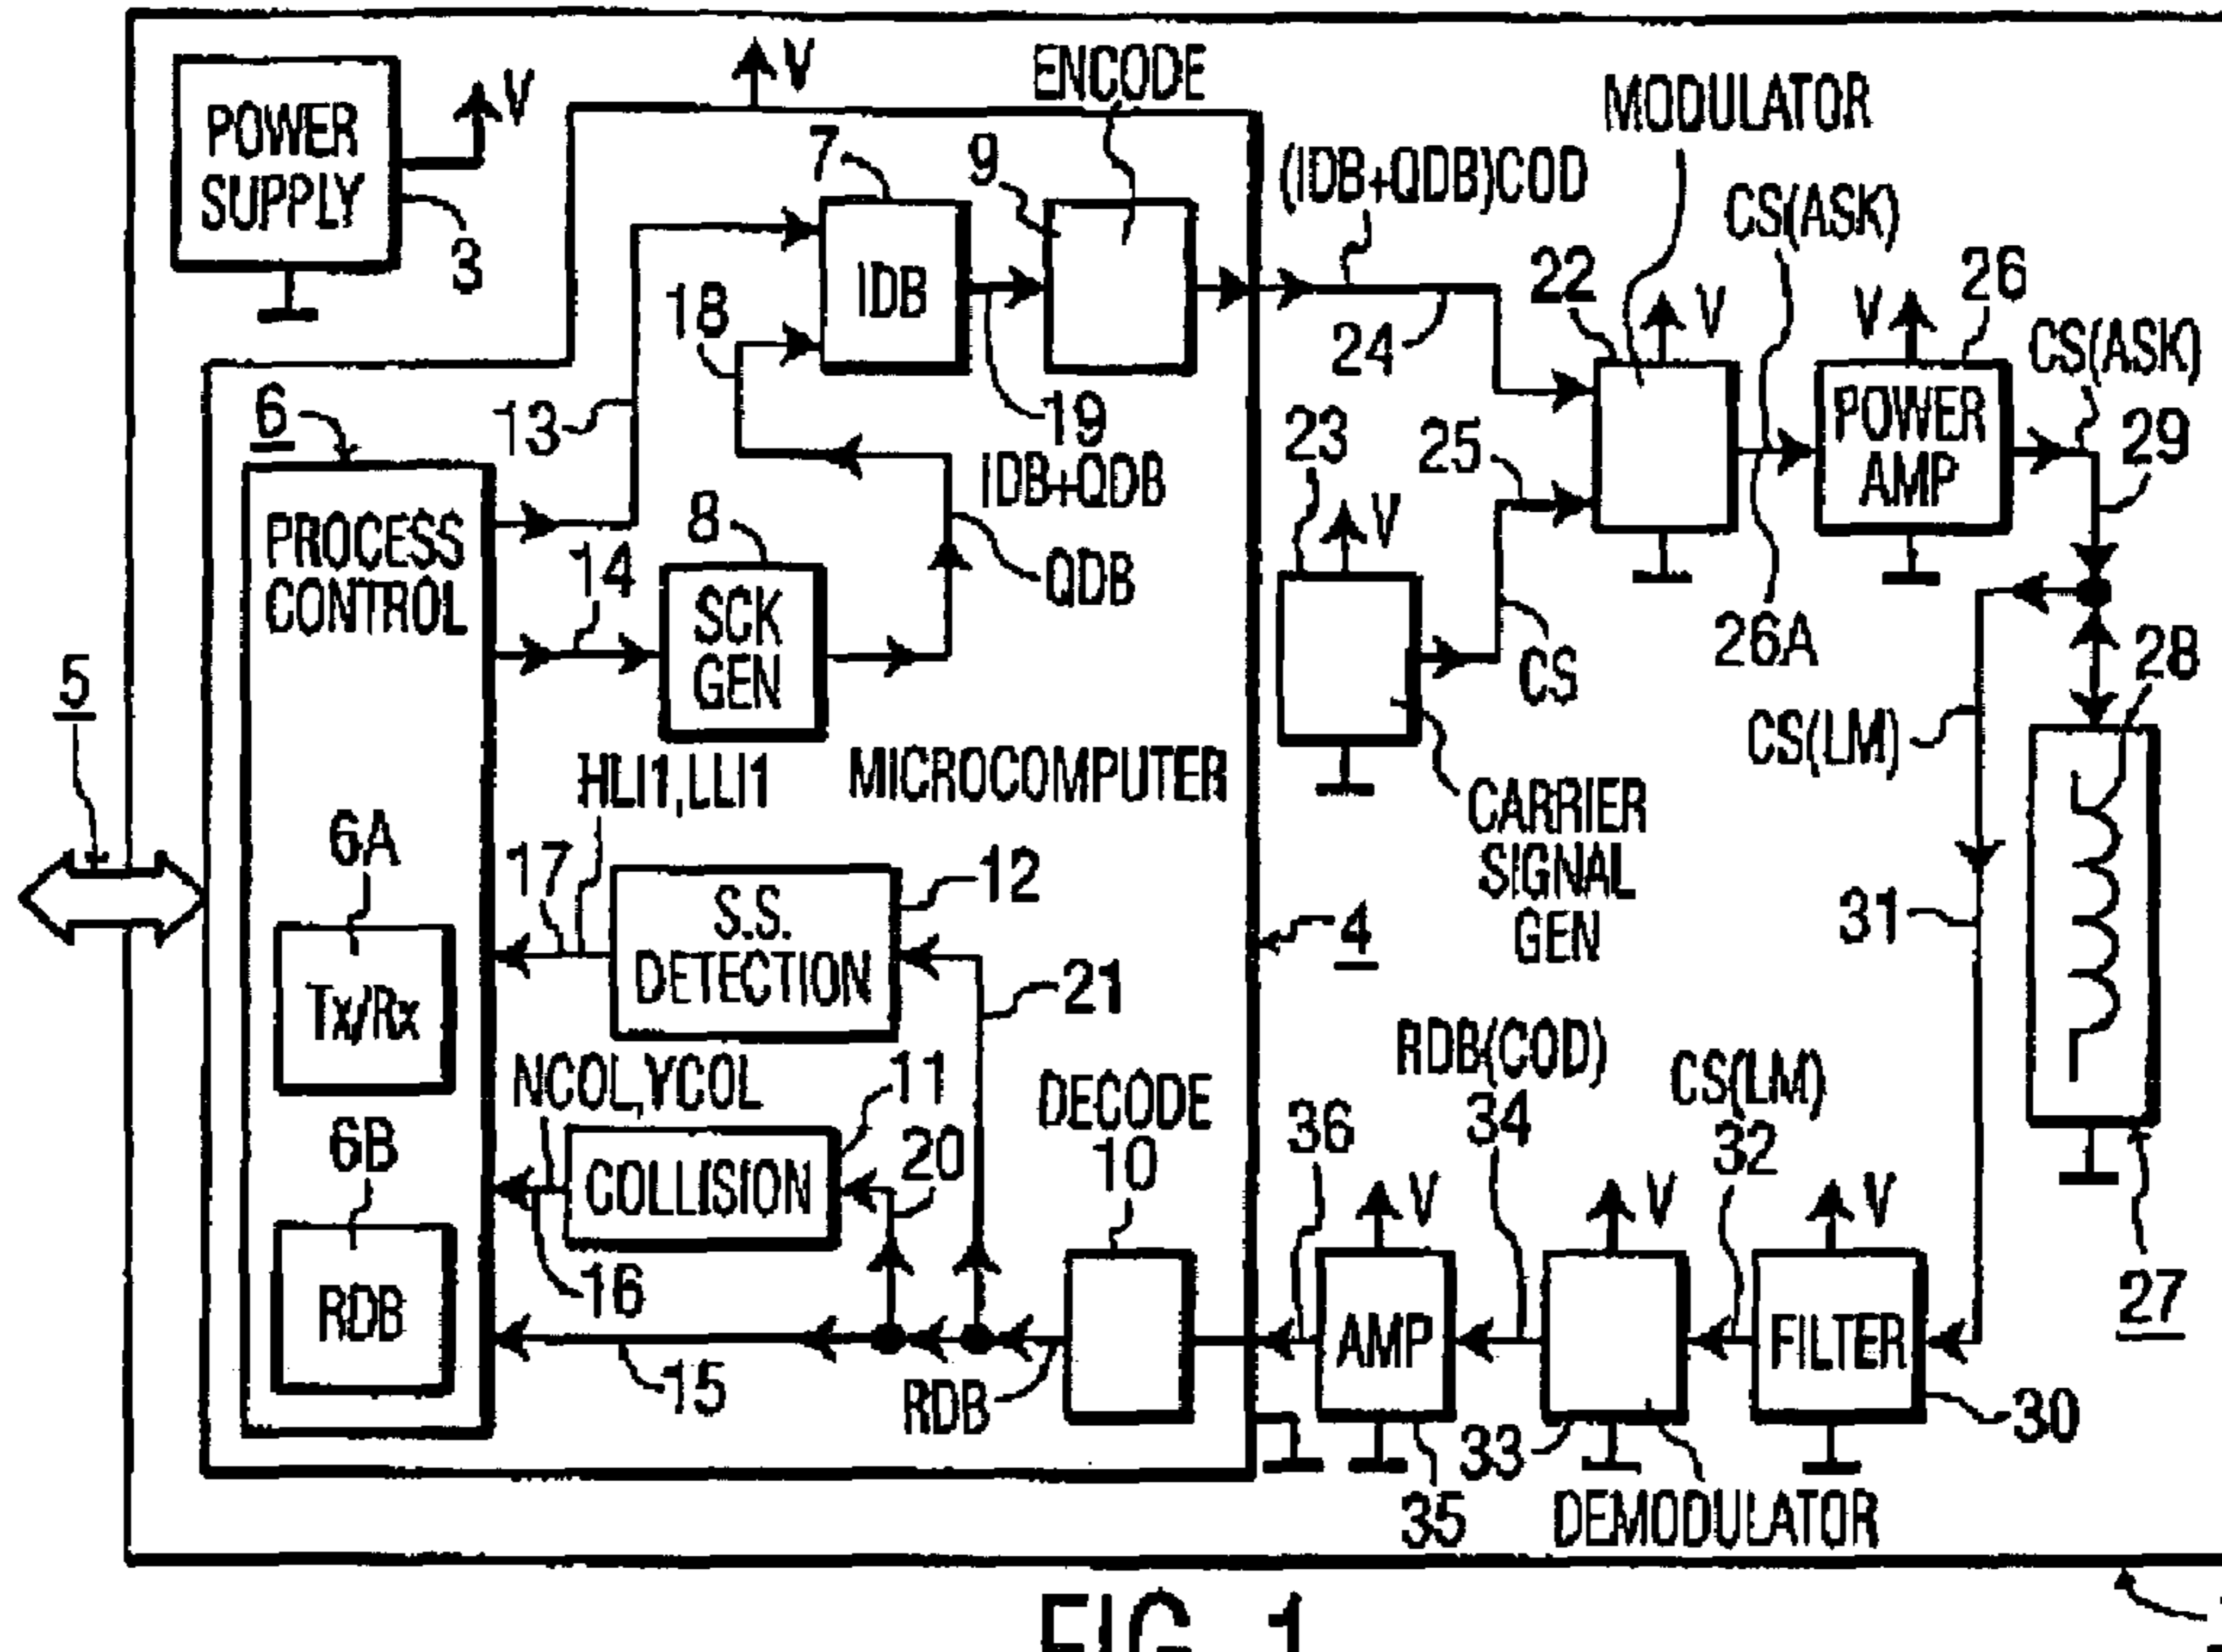 POWER
SUPPLY
V
3
V
ENCODE
7
9
IDB
(IDB+QDB)COD
MODULATOR
CS(ASK)
22
V
V
26
CS(ASK)
24
29
POWER
AMP
18
13
19
IDB+QDB
23
25
V
CS
26A
28
6
PROCESS
CONTROL
14
8
SCK
GEN
QDB
5
HLI1,LLI1
MICROCOMPUTER
CARRIER
SIGNAL
GEN
CS(LM)
31
6A
Tx/Rx
17
S.S.
DETECTION
12
4
21
NCOL,YCOL
COLLISION
11
20
16
DECODE
10
6B
RDB
15
RDB
RDB(COD)
34
CS(LM)
32
36
V
V
V
AMP
FILTER
27
30
33
35
DEMODULATOR
FIG. 1